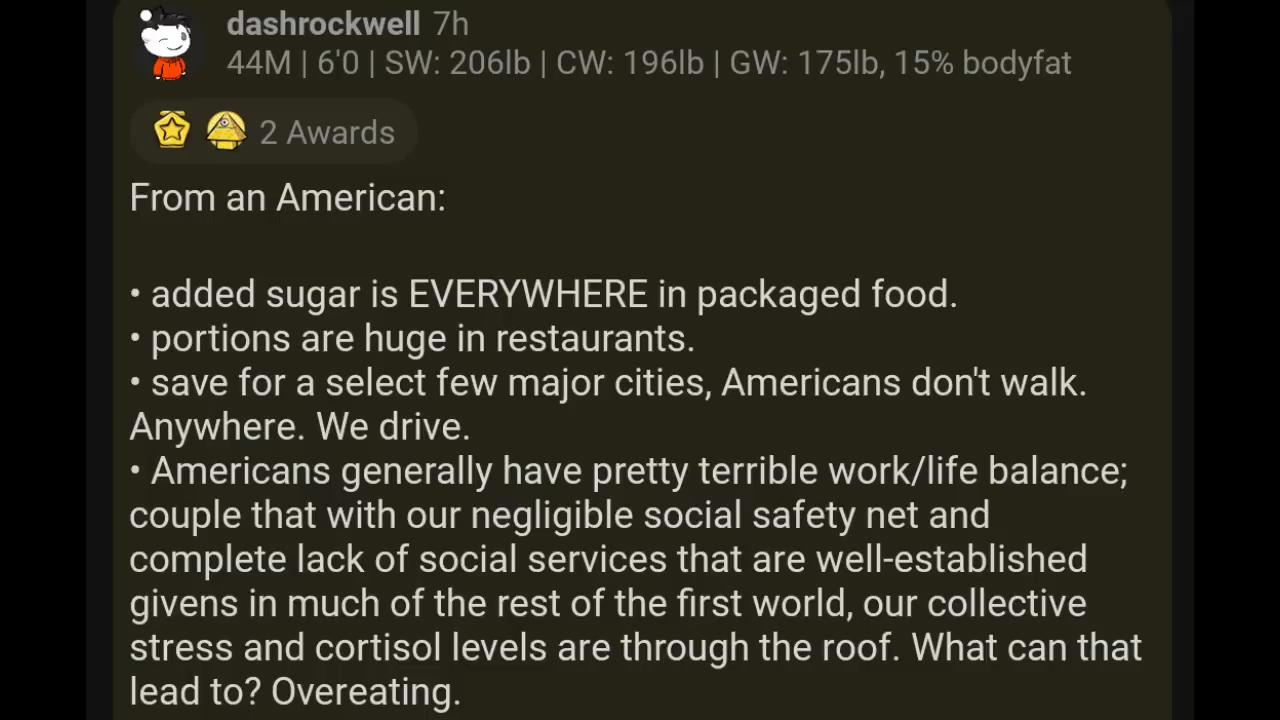 dashrockwell 7h
44M | 6'0 | SW: 206lb | CW: 196lb | GW: 175lb, 15% bodyfat
2 Awards
From an American:
• added sugar is EVERYWHERE in packaged food.
• portions are huge in restaurants.
• save for a select few major cities, Americans don't walk.
Anywhere. We drive.
• Americans generally have pretty terrible work/life balance;
couple that with our negligible social safety net and
complete lack of social services that are well-established
givens in much of the rest of the first world, our collective
stress and cortisol levels are through the roof. What can that
lead to? Overeating.